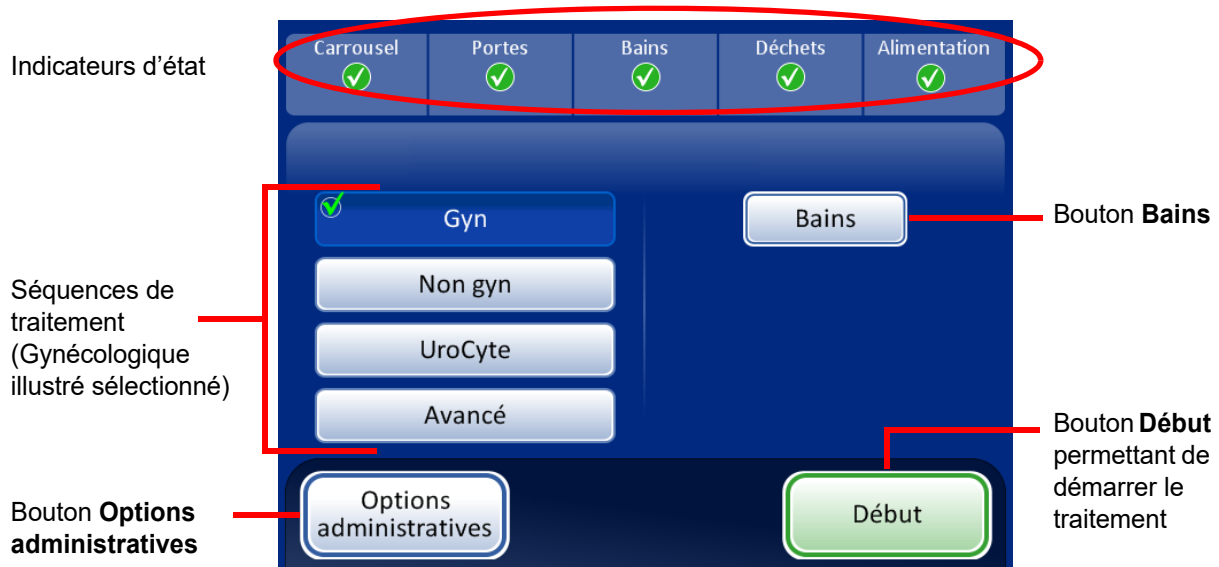 Indicateurs d'état
Carrousel
Portes
Bains
Déchets
Alimentation
Séquences de
traitement
(Gynécologique
illustré sélectionné)
Gyn
Non gyn
UroCyte
Avancé
Bains
Bouton Bains
Bouton Options
administratives
Options
administratives
Début
Bouton Début
permettant de
démarrer le
traitement